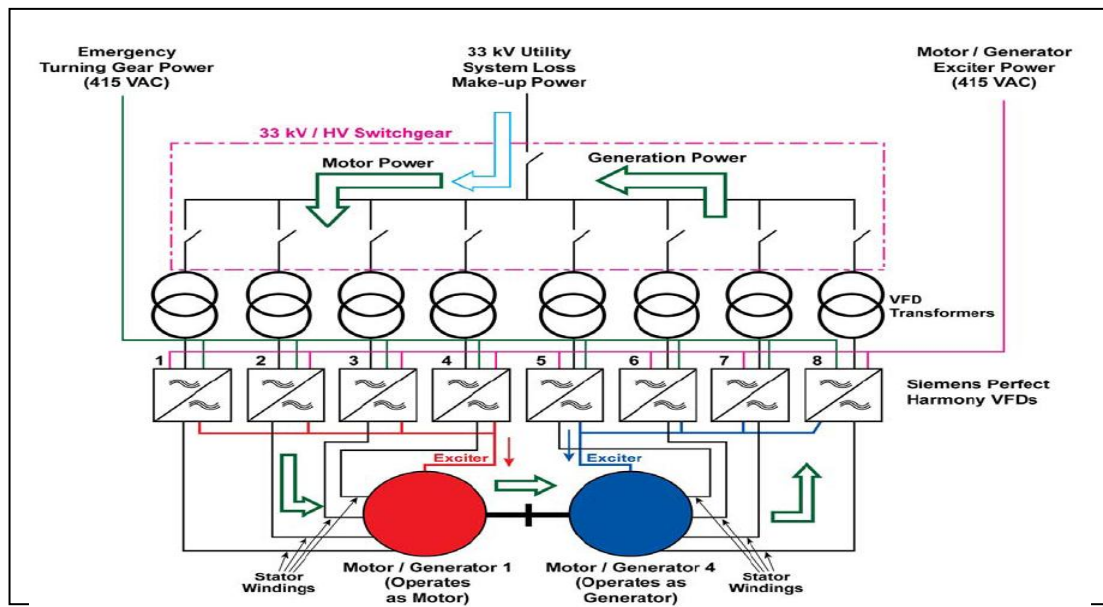 Emergency
Turning Gear Power
(415 VAC)
33 kV Utility
System Loss
Make-up Power
Motor / Generator
Exciter Power
(415 VAC)
33 kV / HV Switchgear
Motor Power
Generation Power
VFD
Transformers
1 2 3 4 5 6 7 8
Siemens Perfect
Harmony VFDs
Exciter
Exciter
Stator
Windings
Motor / Generator 1
(Operates
as Motor)
Motor / Generator 4
(Operates as
Generator)
Stator
Windings